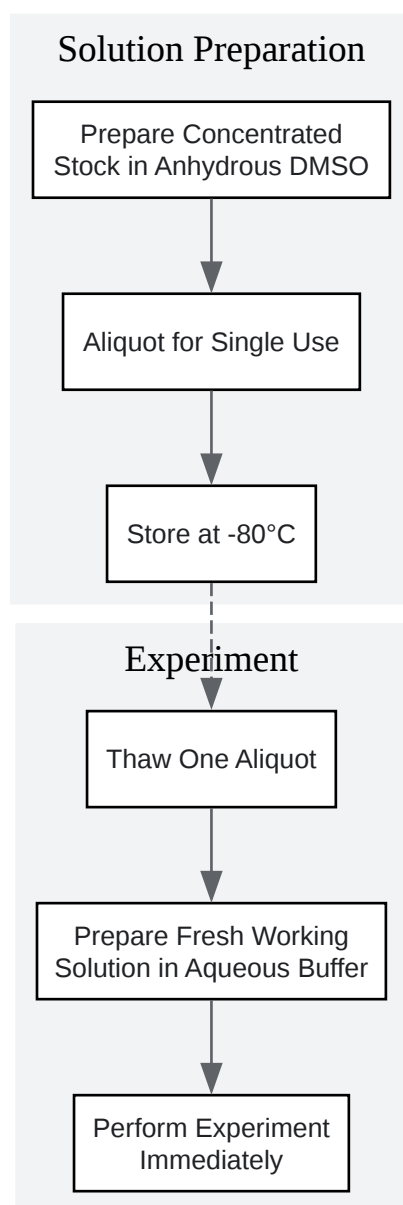 Solution Preparation
Prepare Concentrated
Stock in Anhydrous DMSO
Aliquot for Single Use
Store at -80°C
Experiment
Thaw One Aliquot
Prepare Fresh Working
Solution in Aqueous Buffer
Perform Experiment
Immediately